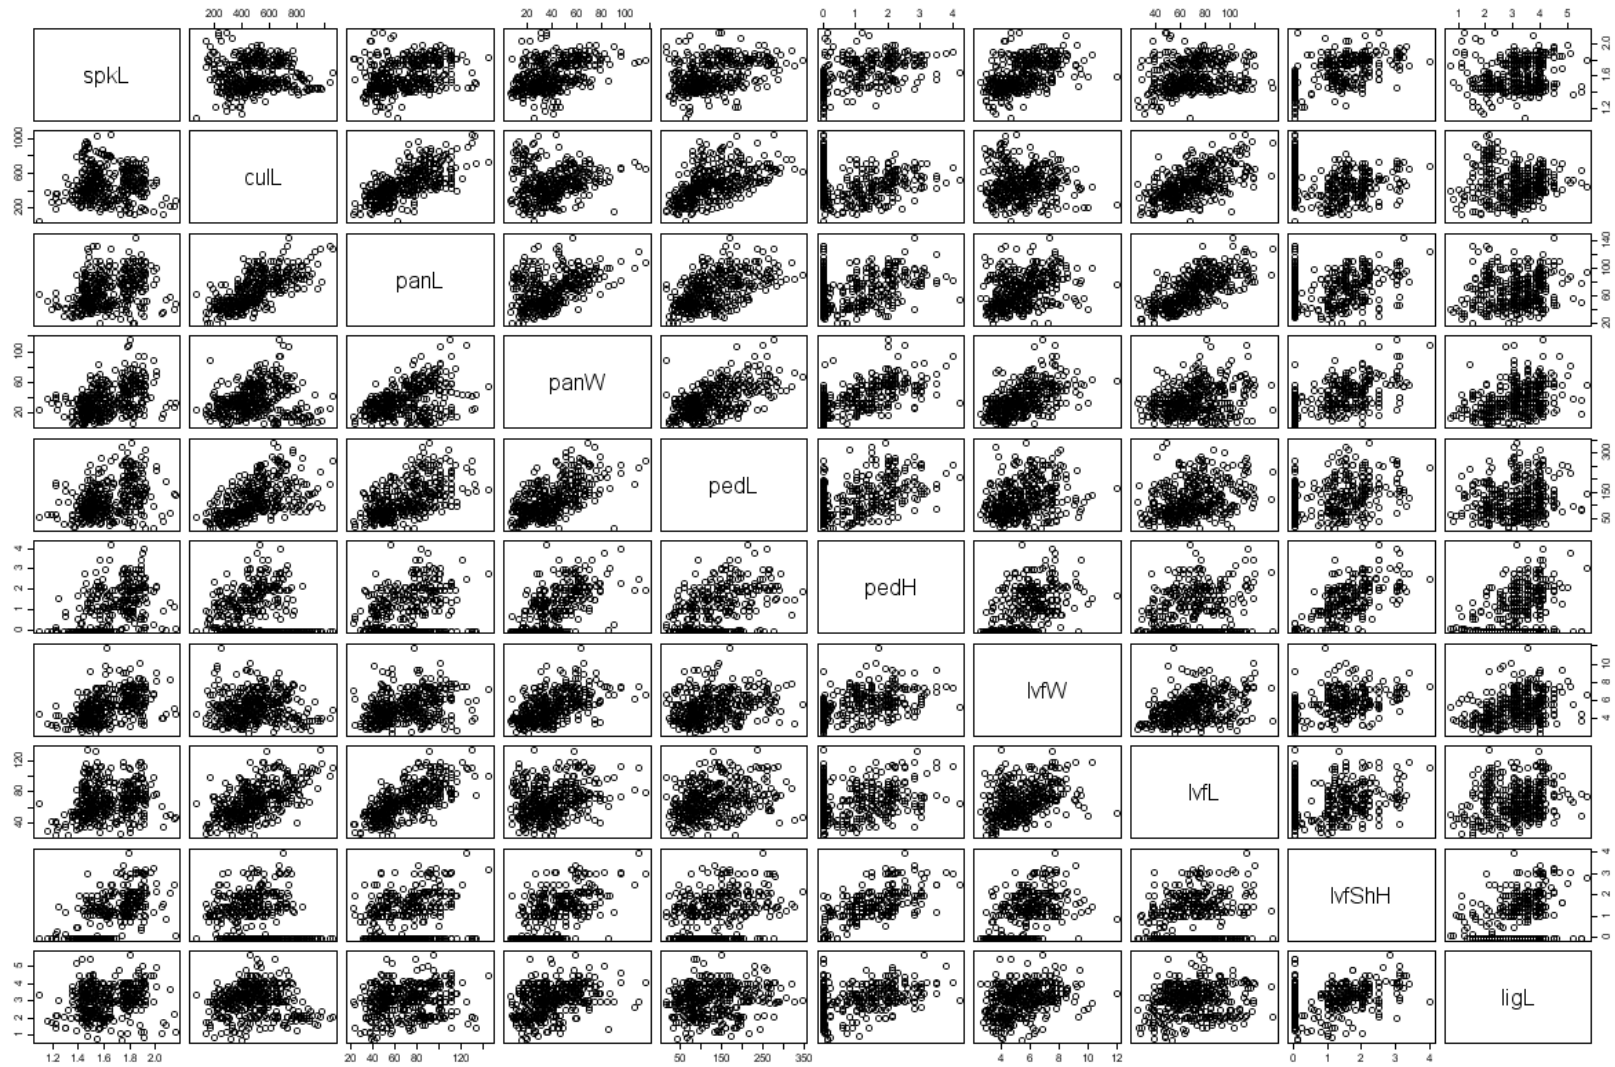 200 400 600 800
20 40 60 80 100
0 1 2 3 4
40 60 80 100
1 2 3 4 5
spkL
1.2 1.6 2.0
200 600 1000
culL
panL
20 60 100 140
20 60 100
panW
pedL
50 150 300
0 1 2 3 4
pedH
lvfW
4 6 8 10
40 80 120
lvfL
lvfShH
0 1 2 3 4
1 2 3 4 5
ligL
1.2 1.4 1.6 1.8 2.0
20 40 60 80 120
50 150 250 350
4 6 8 10 12
0 1 2 3 4